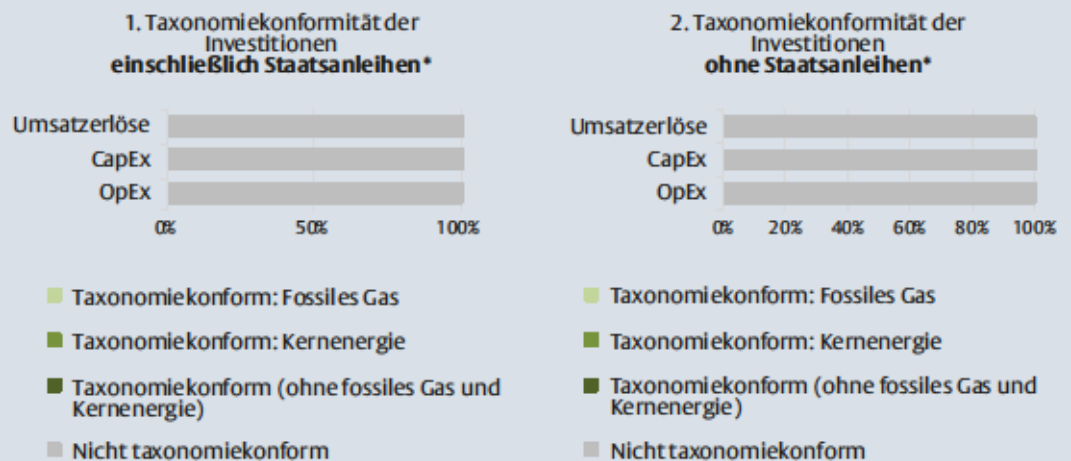 1. Taxonomiekonformität der
Investitionen
einschließlich Staatsanleihen*
Umsatzerlöse
CapEx
OpEx
0%
50%
100%
Taxonomiekonform: Fossiles Gas
Taxonomiekonform: Kernenergie
Taxonomiekonform (ohne fossiles Gas und
Kernenergie)
Nicht taxonomiekonform
2. Taxonomiekonformität der
Investitionen
ohne Staatsanleihen*
Umsatzerlöse
CapEx
OpEx
0%
20%
40%
60%
80%
100%
Taxonomiekonform: Fossiles Gas
Taxonomiekonform: Kernenergie
Taxonomiekonform (ohne fossiles Gas und
Kernenergie)
Nicht taxonomiekonform